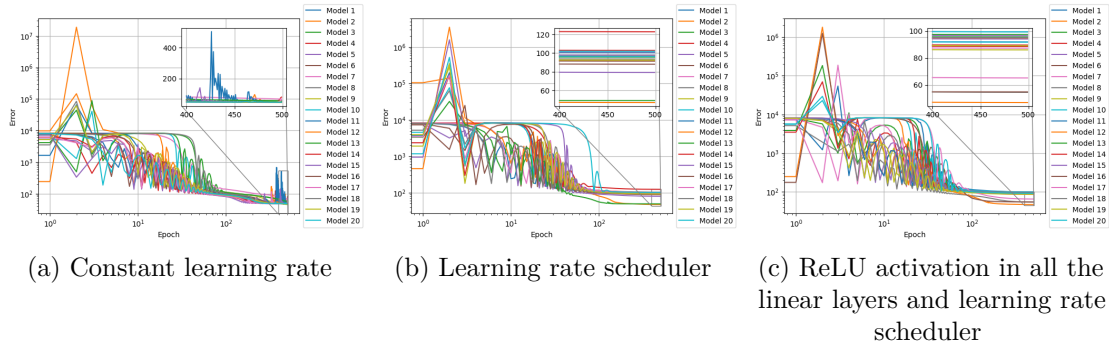 10^7
10^6
10^5
10^4
10^3
10^2
Error
10^0
10^1
10^2
Epoch
400
200
400
450
500
Model 1
Model 2
Model 3
Model 4
Model 5
Model 6
Model 7
Model 8
Model 9
Model 10
Model 11
Model 12
Model 13
Model 14
Model 15
Model 16
Model 17
Model 18
Model 19
Model 20
(a) Constant learning rate
10^6
10^5
10^4
10^3
10^2
Error
10^0
10^1
10^2
Epoch
120
100
80
60
400
450
500
Model 1
Model 2
Model 3
Model 4
Model 5
Model 6
Model 7
Model 8
Model 9
Model 10
Model 11
Model 12
Model 13
Model 14
Model 15
Model 16
Model 17
Model 18
Model 19
Model 20
(b) Learning rate scheduler
10^6
10^5
10^4
10^3
10^2
Error
10^0
10^1
10^2
Epoch
100
80
60
400
450
500
Model 1
Model 2
Model 3
Model 4
Model 5
Model 6
Model 7
Model 8
Model 9
Model 10
Model 11
Model 12
Model 13
Model 14
Model 15
Model 16
Model 17
Model 18
Model 19
Model 20
(c) ReLU activation in all the
linear layers and learning rate
scheduler